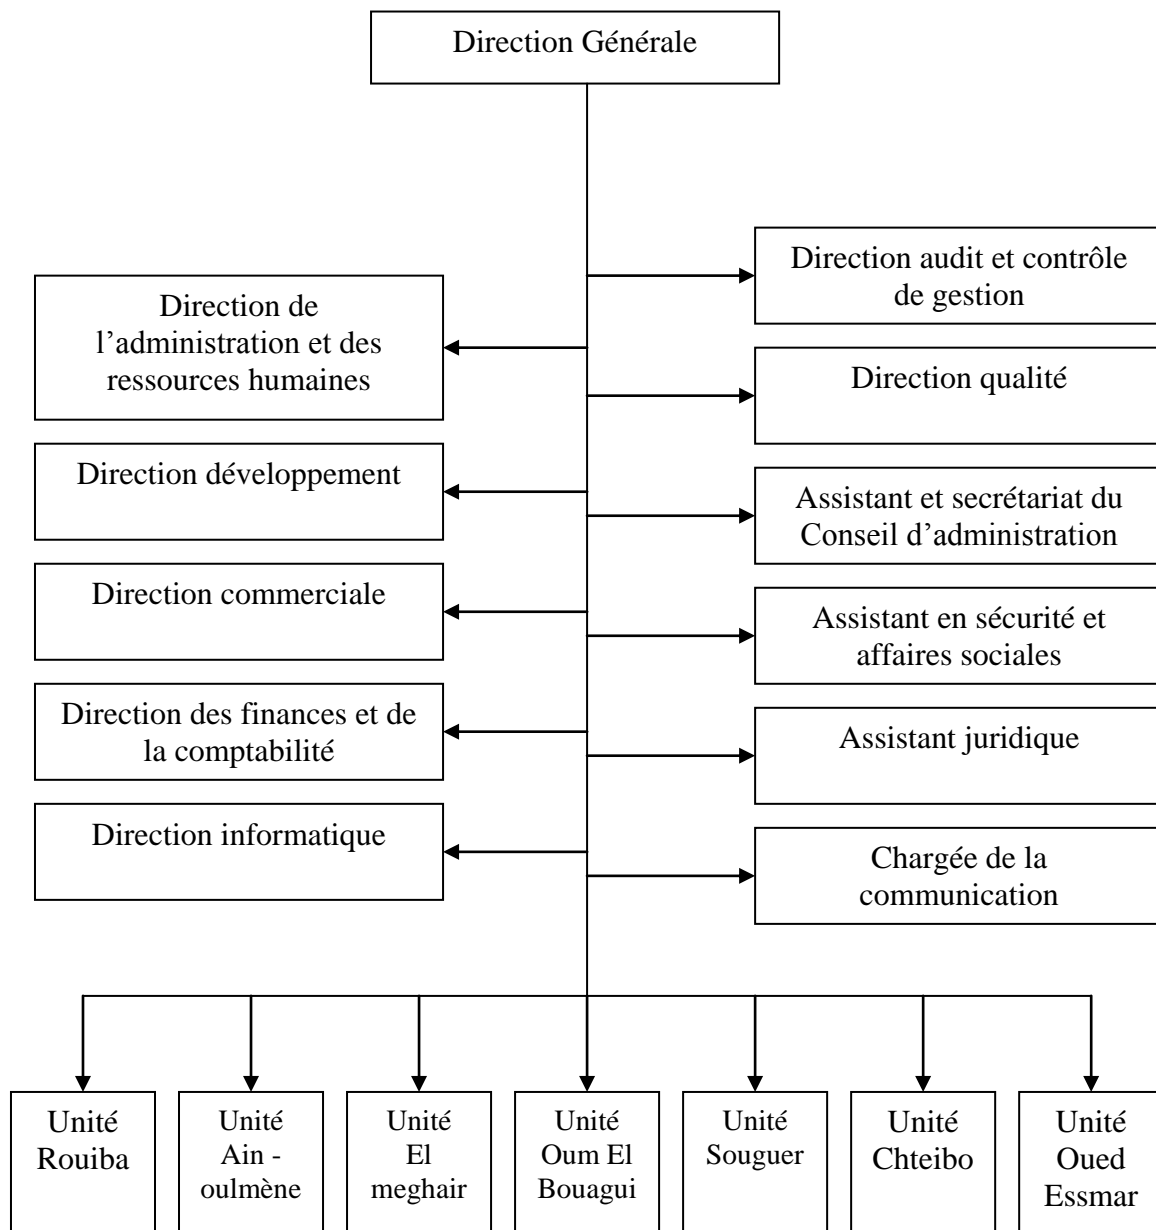 Direction Générale
Direction audit et contrôle
de gestion
Direction de
l’administration et des
ressources humaines
Direction qualité
Direction développement
Assistant et secrétariat du
Conseil d’administration
Direction commerciale
Assistant en sécurité et
affaires sociales
Direction des finances et de
la comptabilité
Assistant juridique
Direction informatique
Chargée de la
communication
Unité
Rouiba
Unité
Ain -
oulmène
Unité
El
meghair
Unité
Oum El
Bouagui
Unité
Souguer
Unité
Chteibo
Unité
Oued
Essmar